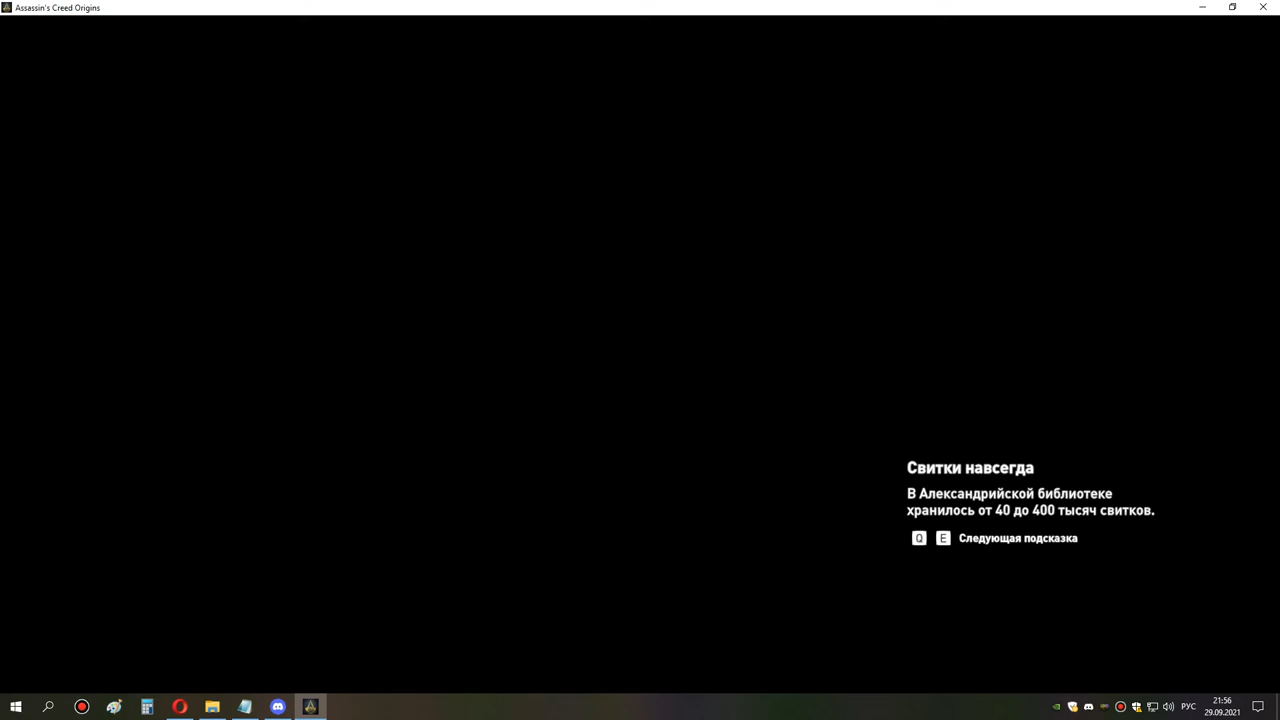 Assassin's Creed Origins
Свитки навсегда
В Александрийской библиотеке
хранилось от 40 до 400 тысяч свитков.
Q E Следующая подсказка
РУС
21:56
29.09.2021